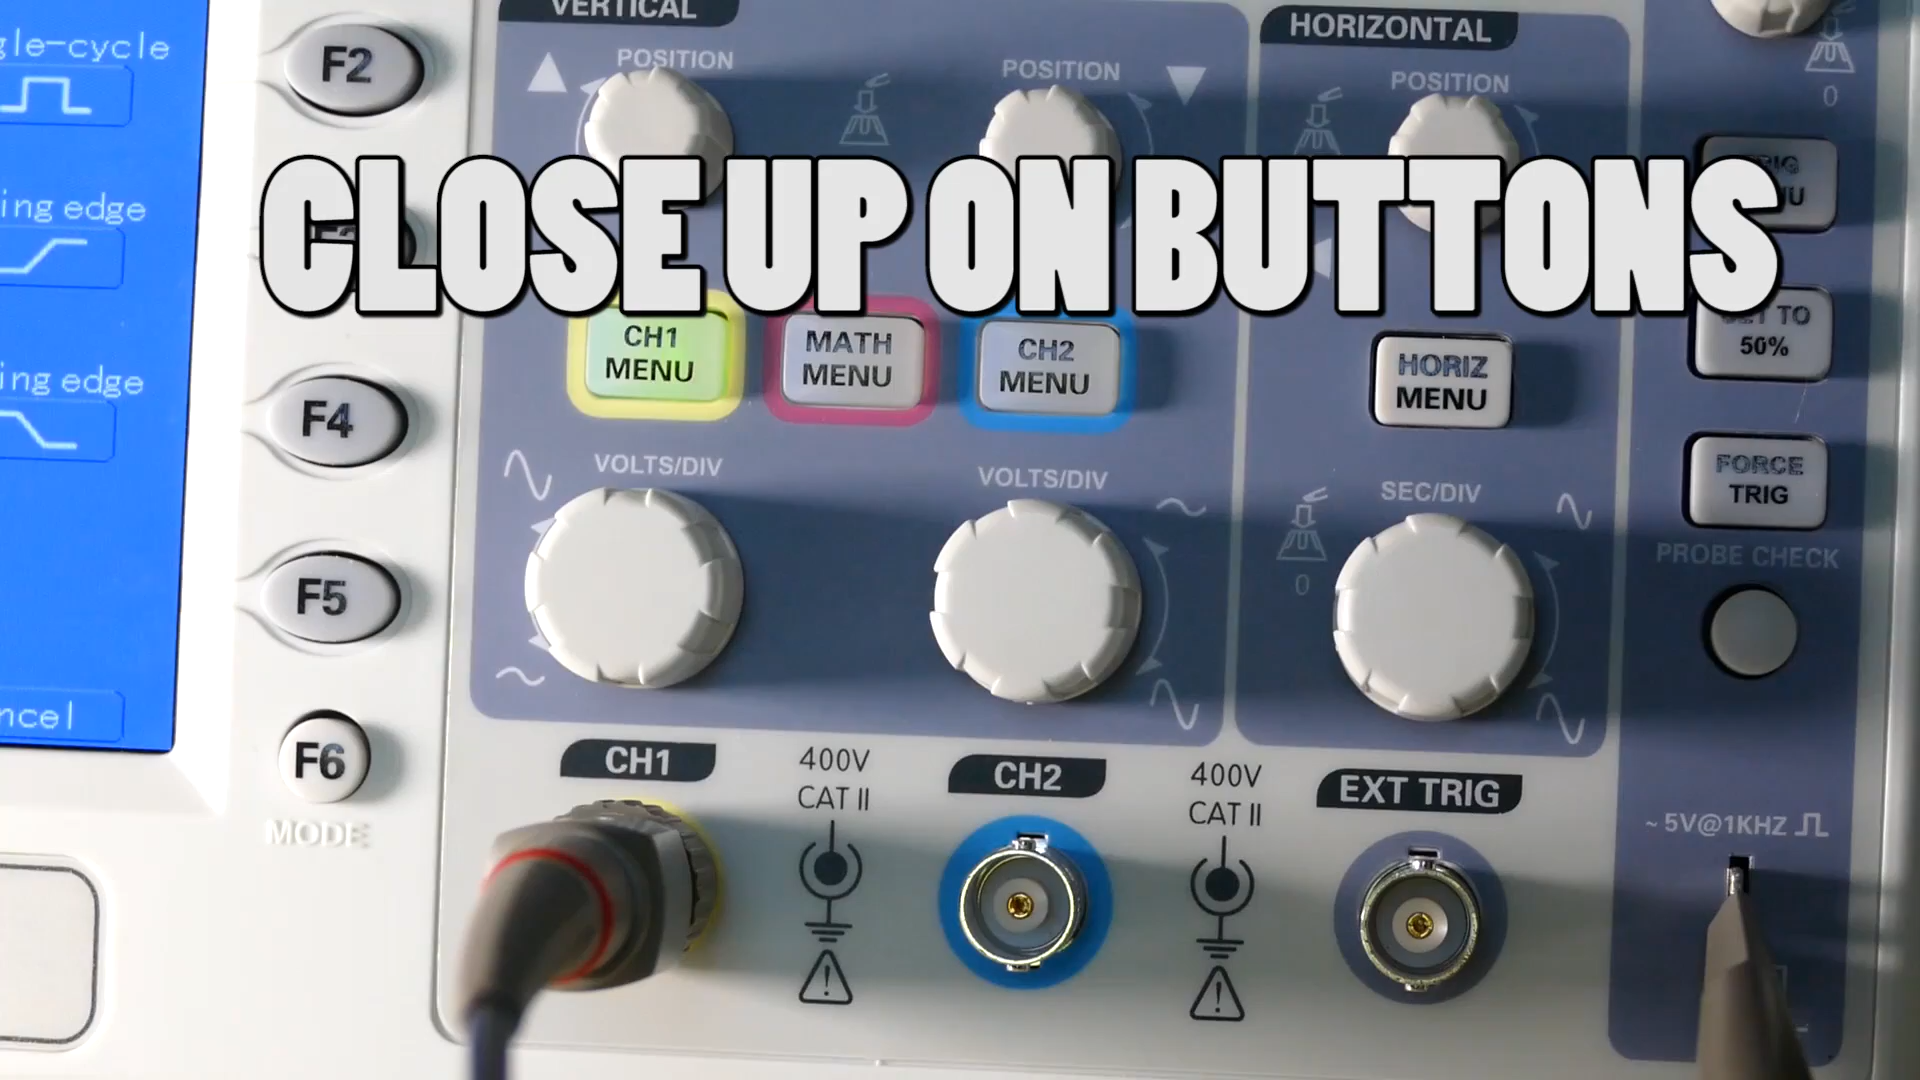 VERTICAL
HORIZONTAL
gle-cycle
F2
POSITION
POSITION
POSITION
0
CLOSE UP ON BUTTONS
ing edge
CH1 MENU
MATH MENU
CH2 MENU
HORIZ MENU
TO 50%
ing edge
F4
VOLTS/DIV
VOLTS/DIV
SEC/DIV
FORCE TRIG
PROBE CHECK
0
F5
ncel
F6
MODE
CH1
400V CAT II
CH2
400V CAT II
EXT TRIG
~ 5V@1KHZ